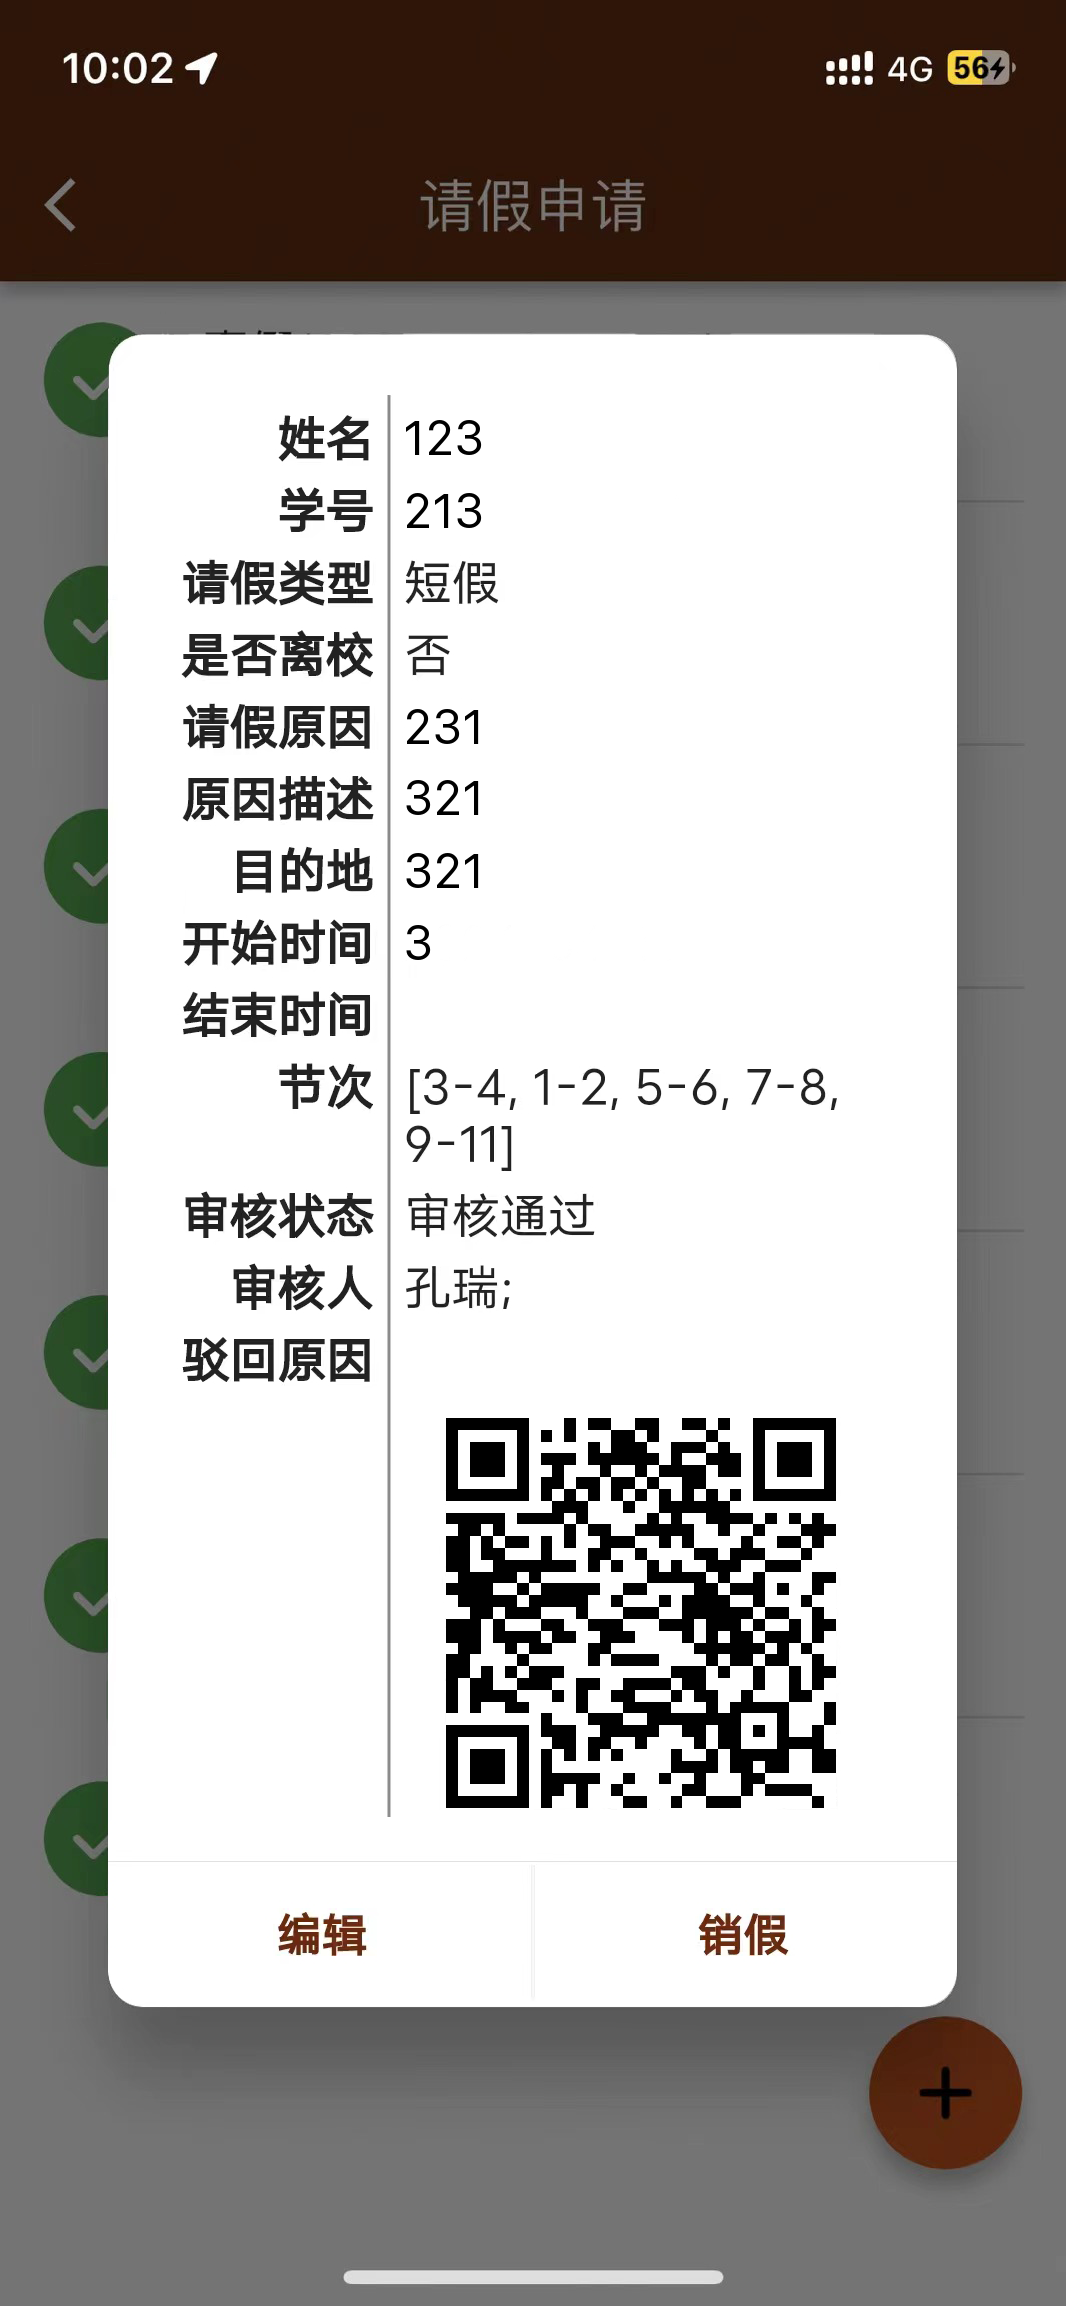 10:02
4G 56
请假申请
姓名 123
学号 213
请假类型 短假
是否离校 否
请假原因 231
原因描述 321
目的地 321
开始时间 3
结束时间
节次 [3-4, 1-2, 5-6, 7-8,
9-11]
审核状态 审核通过
审核人 孔瑞;
驳回原因
编辑 销假